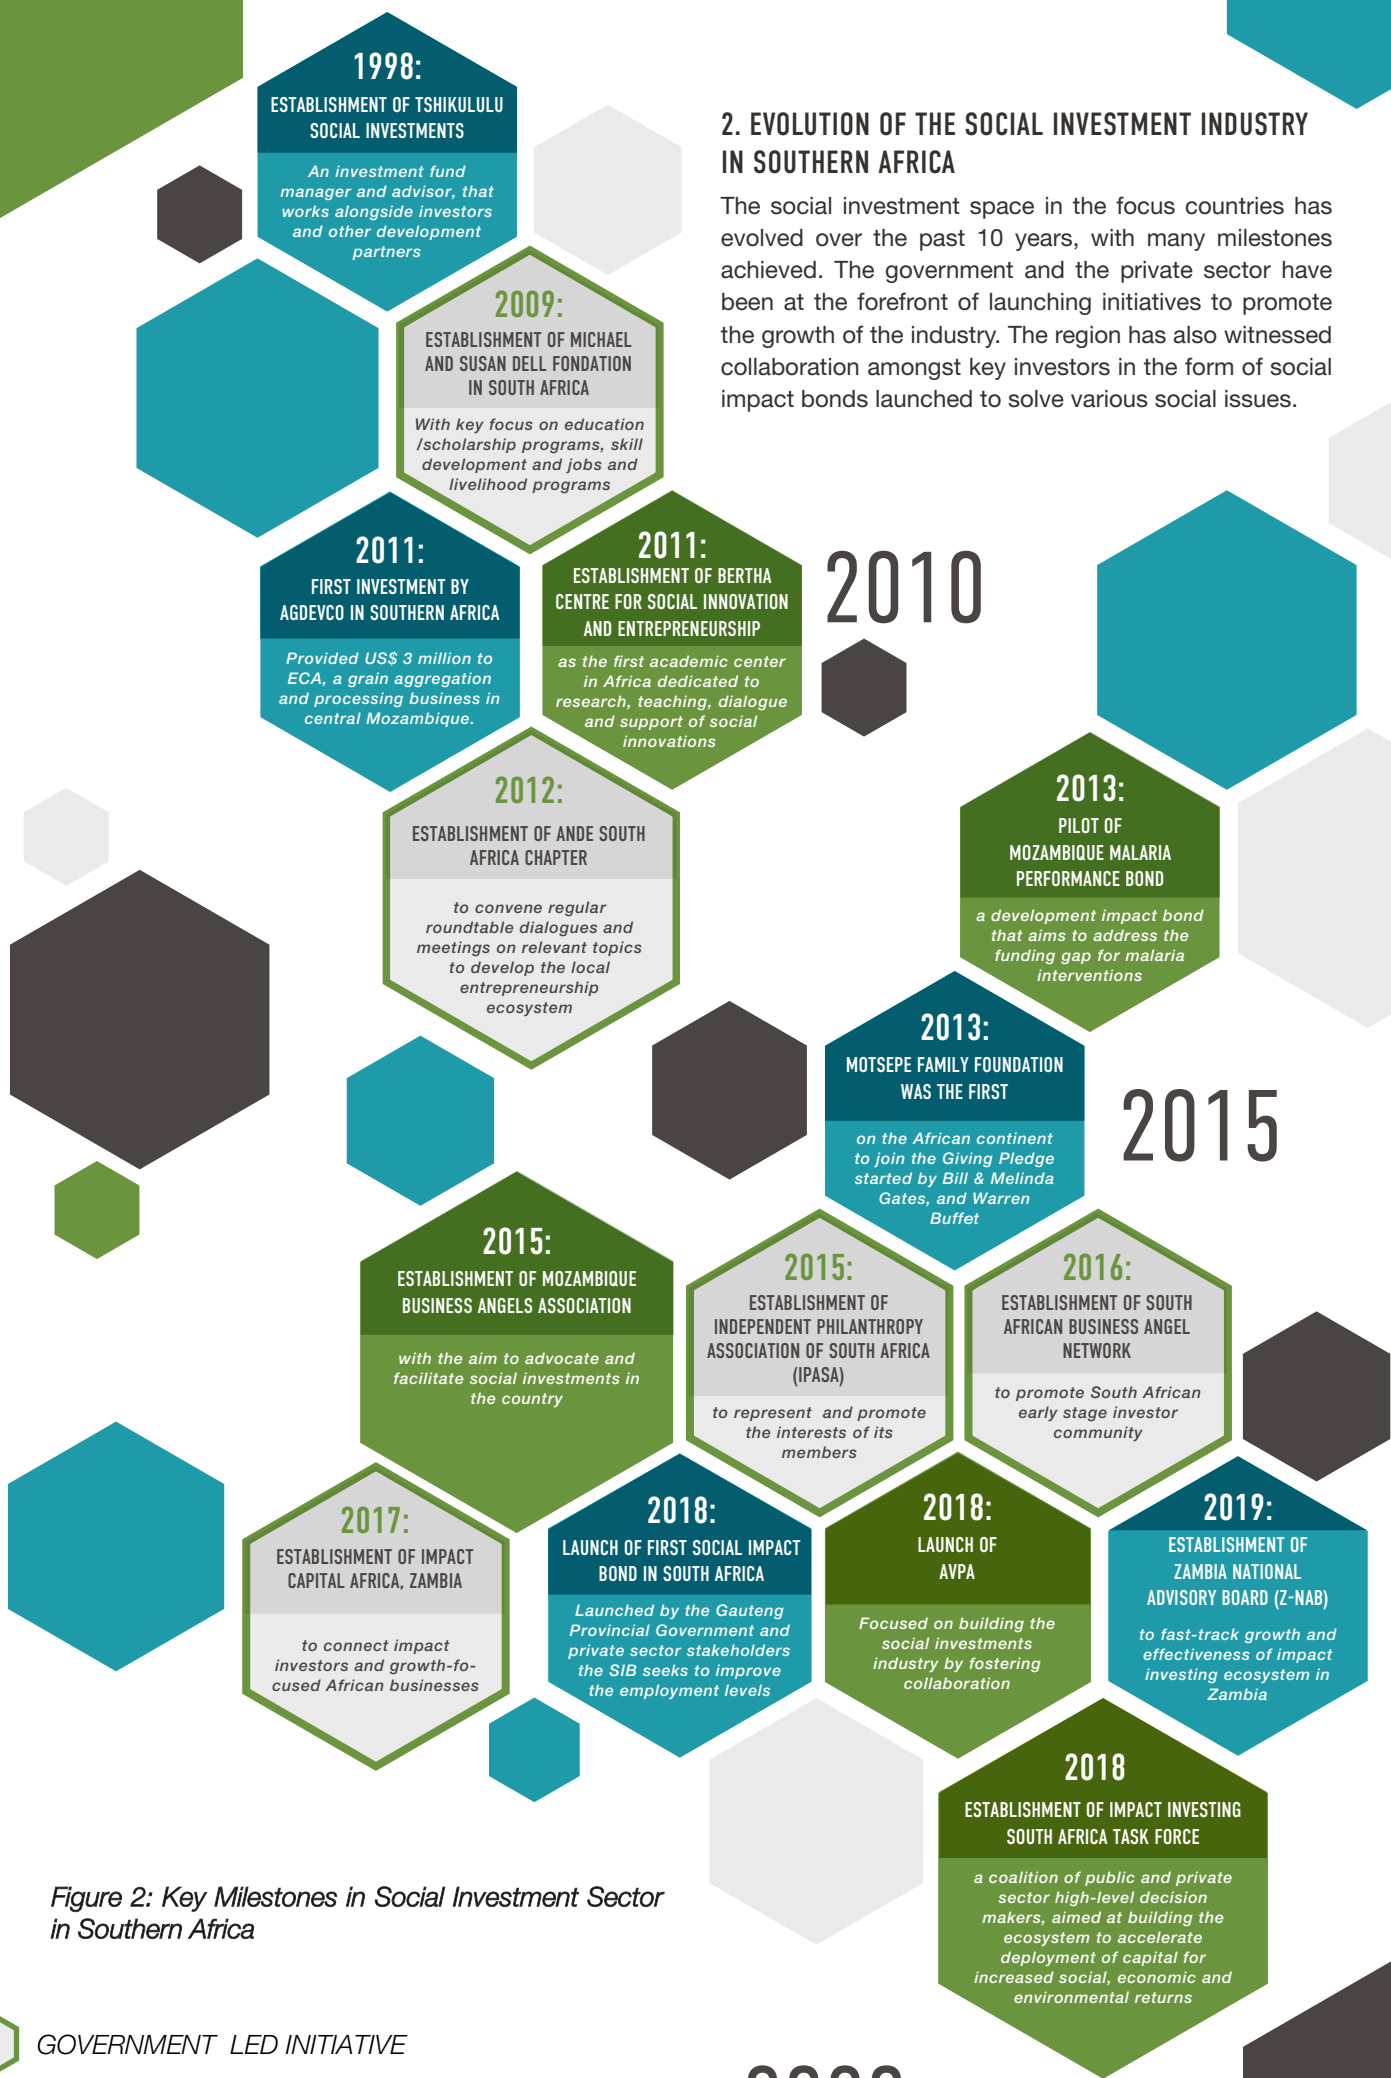 1998:
ESTABLISHMENT OF TSHIKULULU
SOCIAL INVESTMENTS
An investment fund
manager and advisor, that
works alongside investors
and other development
partners
2. EVOLUTION OF THE SOCIAL INVESTMENT INDUSTRY
IN SOUTHERN AFRICA
The social investment space in the focus countries has
evolved over the past 10 years, with many milestones
achieved. The government and the private sector have
been at the forefront of launching initiatives to promote
the growth of the industry. The region has also witnessed
collaboration amongst key investors in the form of social
impact bonds launched to solve various social issues.
2009:
ESTABLISHMENT OF MICHAEL
AND SUSAN DELL FONDATION
IN SOUTH AFRICA
With key focus on education
/scholarship programs, skill
development and jobs and
livelihood programs
2011:
FIRST INVESTMENT BY
AGDEVCO IN SOUTHERN AFRICA
Provided US$ 3 million to
ECA, a grain aggregation
and processing business in
central Mozambique.
2011:
ESTABLISHMENT OF BERTHA
CENTRE FOR SOCIAL INNOVATION
AND ENTREPRENEURSHIP
as the first academic center
in Africa dedicated to
research, teaching, dialogue
and support of social
innovations
2010
2012:
ESTABLISHMENT OF ANDE SOUTH
AFRICA CHAPTER
to convene regular
roundtable dialogues and
meetings on relevant topics
to develop the local
entrepreneurship
ecosystem
2013:
PILOT OF
MOZAMBIQUE MALARIA
PERFORMANCE BOND
a development impact bond
that aims to address the
funding gap for malaria
interventions
2013:
MOTSEPE FAMILY FOUNDATION
WAS THE FIRST
on the African continent
to join the Giving Pledge
started by Bill & Melinda
Gates, and Warren
Buffet
2015
2015:
ESTABLISHMENT OF MOZAMBIQUE
BUSINESS ANGELS ASSOCIATION
with the aim to advocate and
facilitate social investments in
the country
2015:
ESTABLISHMENT OF
INDEPENDENT PHILANTHROPY
ASSOCIATION OF SOUTH AFRICA
(IPASA)
to represent and promote
the interests of its
members
2016:
ESTABLISHMENT OF SOUTH
AFRICAN BUSINESS ANGEL
NETWORK
to promote South African
early stage investor
community
2017:
ESTABLISHMENT OF IMPACT
CAPITAL AFRICA, ZAMBIA
to connect impact
investors and growth-fo-
cused African businesses
2018:
LAUNCH OF FIRST SOCIAL IMPACT
BOND IN SOUTH AFRICA
Launched by the Gauteng
Provincial Government and
private sector stakeholders
the SIB seeks to improve
the employment levels
2018:
LAUNCH OF
AVPA
Focused on building the
social investments
industry by fostering
collaboration
2019:
ESTABLISHMENT OF
ZAMBIA NATIONAL
ADVISORY BOARD (Z-NAB)
to fast-track growth and
effectiveness of impact
investing ecosystem in
Zambia
2018
ESTABLISHMENT OF IMPACT INVESTING
SOUTH AFRICA TASK FORCE
a coalition of public and private
sector high-level decision
makers, aimed at building the
ecosystem to accelerate
deployment of capital for
increased social, economic and
environmental returns
Figure 2: Key Milestones in Social Investment Sector
in Southern Africa
GOVERNMENT LED INITIATIVE